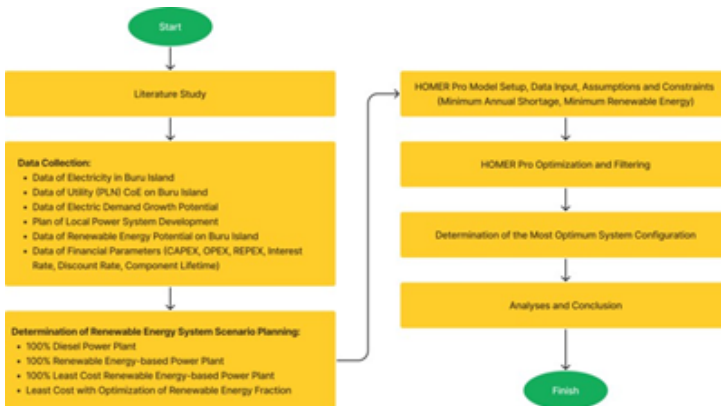 Start
Literature Study
Data Collection:
• Data of Electricity in Buru Island
• Data of Utility (PLN) CoE on Buru Island
• Data of Electric Demand Growth Potential
• Plan of Local Power System Development
• Data of Renewable Energy Potential on Buru Island
• Data of Financial Parameters (CAPEX, OPEX, REPEX, Interest
Rate, Discount Rate, Component Lifetime)
Determination of Renewable Energy System Scenario Planning:
• 100% Diesel Power Plant
• 100% Renewable Energy-based Power Plant
• 100% Least Cost Renewable Energy-based Power Plant
• Least Cost with Optimization of Renewable Energy Fraction
HOMER Pro Model Setup, Data Input, Assumptions and Constraints
(Minimum Annual Shortage, Minimum Renewable Energy)
HOMER Pro Optimization and Filtering
Determination of the Most Optimum System Configuration
Analyses and Conclusion
Finish